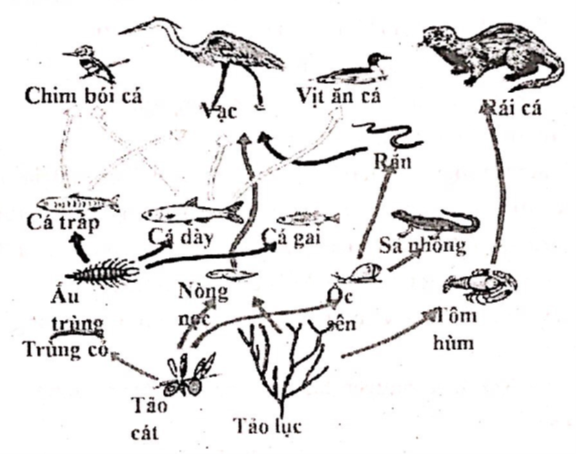 Chim bói cá
Vạc
Vịt ăn cá
Rái cá
Rắn
Cá trắp
Cá dày
Cá gai
Sa nhông
Ấu
trùng
Nòng
nọc
Ốc
sên
Tôm
hùm
Trùng cỏ
Tảo
cát
Tảo lục